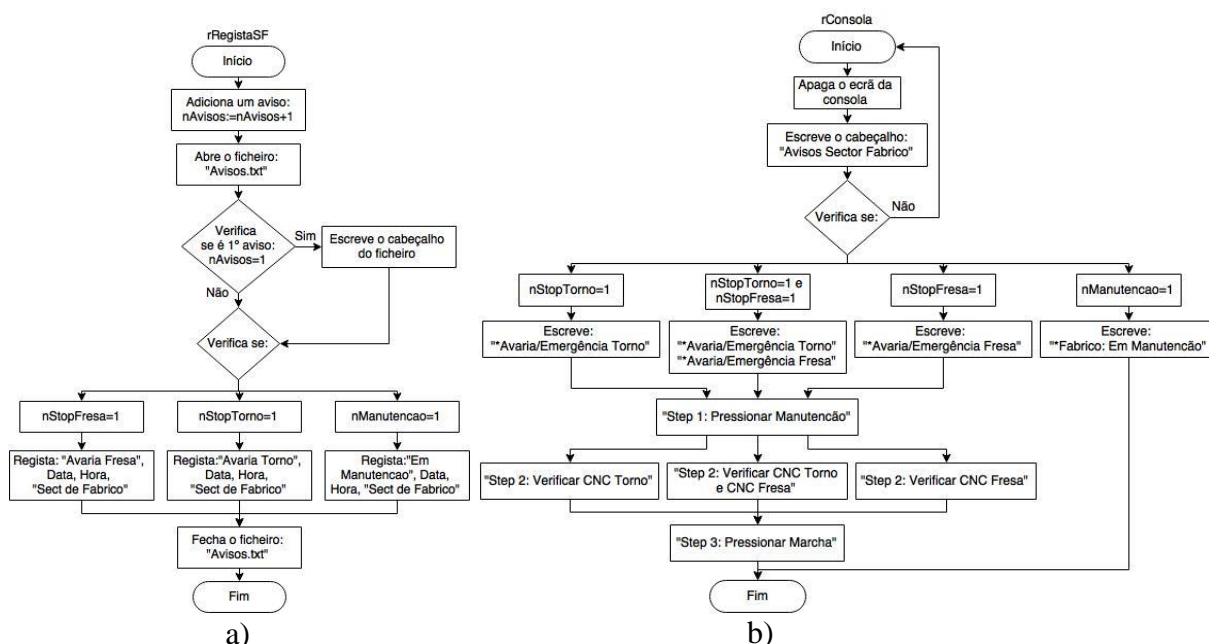 rRegistaSF
Início
Adiciona um aviso:
nAvisos:=nAvisos+1
Abre o ficheiro:
"Avisos.txt"
Verifica
se é 1º aviso:
nAvisos=1
Sim
Escreve o cabeçalho
do ficheiro
Não
Verifica se:
nStopFresa=1
nStopTorno=1
nManutencao=1
Regista: "Avaria Fresa",
Data, Hora,
"Sect de Fabrico"
Regista:"Avaria Torno",
Data, Hora,
"Sect de Fabrico"
Regista:"Em
Manutencao", Data,
Hora, "Sect de Fabrico"
Fecha o ficheiro:
"Avisos.txt"
Fim
a)
rConsola
Início
Apaga o ecrã da
consola
Escreve o cabeçalho:
"Avisos Sector Fabrico"
Verifica se:
Não
nStopTorno=1
nStopTorno=1 e
nStopFresa=1
nStopFresa=1
nManutencao=1
Escreve:
"*Avaria/Emergência Torno"
Escreve:
"*Avaria/Emergência Torno"
"*Avaria/Emergência Fresa"
Escreve:
"*Avaria/Emergência Fresa"
Escreve:
"*Fabrico: Em Manutencão"
"Step 1: Pressionar Manutencão"
"Step 2: Verificar CNC Torno"
"Step 2: Verificar CNC Torno
e CNC Fresa"
"Step 2: Verificar CNC Fresa"
"Step 3: Pressionar Marcha"
Fim
b)